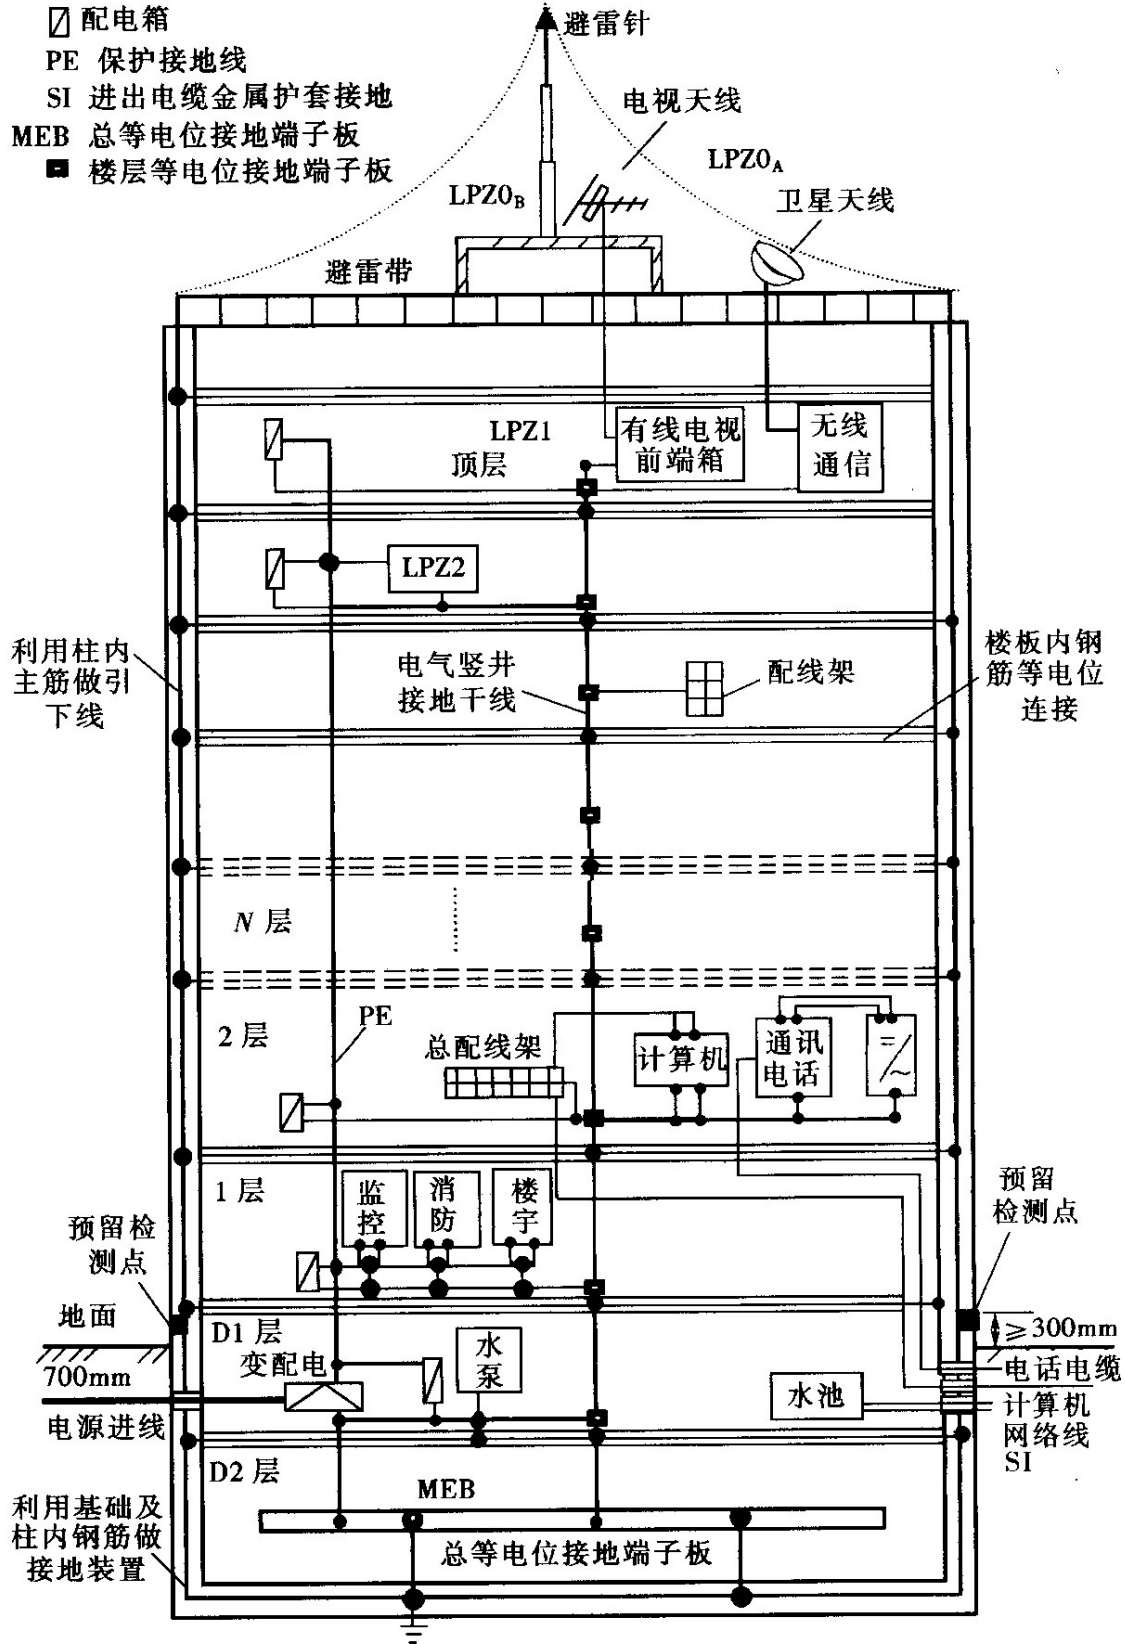 配电箱
PE 保护接地线
SI 进出电缆金属护套接地
MEB 总等电位接地端子板
楼层等电位接地端子板
避雷针
电视天线
LPZ0A
LPZ0B
卫星天线
避雷带
LPZ1
顶层
有线电视
前端箱
无线
通信
LPZ2
利用柱内
主筋做引
下线
电气竖井
接地干线
配线架
楼板内钢
筋等电位
连接
N 层
2 层
PE
总配线架
计算机
通讯
电话
=
~
1 层
监
控
消
防
楼
宇
预留检
测点
预留
检测点
地面
D1 层
≥300mm
700mm
变配电
水
泵
水池
电话电缆
电源进线
计算机
网络线
SI
D2 层
MEB
利用基础及
柱内钢筋做
接地装置
总等电位接地端子板